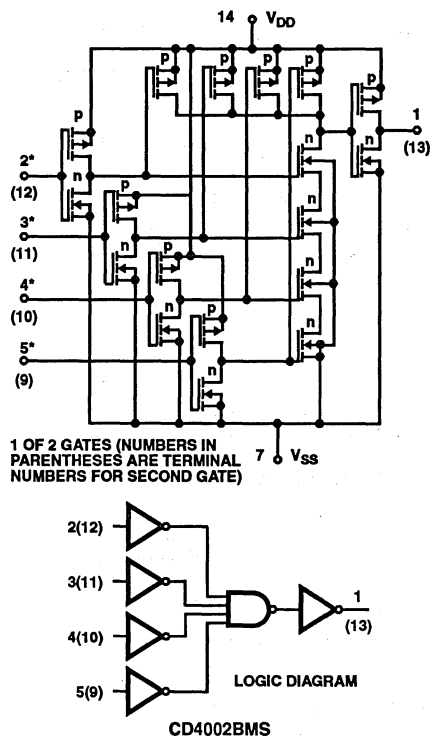 14 V_DD
p p p p
p
p
1
(13)
2*
(12)
n
n
n
p
3*
(11)
n
n
p
4*
(10)
n
n
p
5*
(9)
n
n
1 OF 2 GATES (NUMBERS IN
PARENTHESES ARE TERMINAL
NUMBERS FOR SECOND GATE)
7 V_SS
2(12)
3(11)
4(10)
5(9)
1
(13)
LOGIC DIAGRAM
CD4002BMS